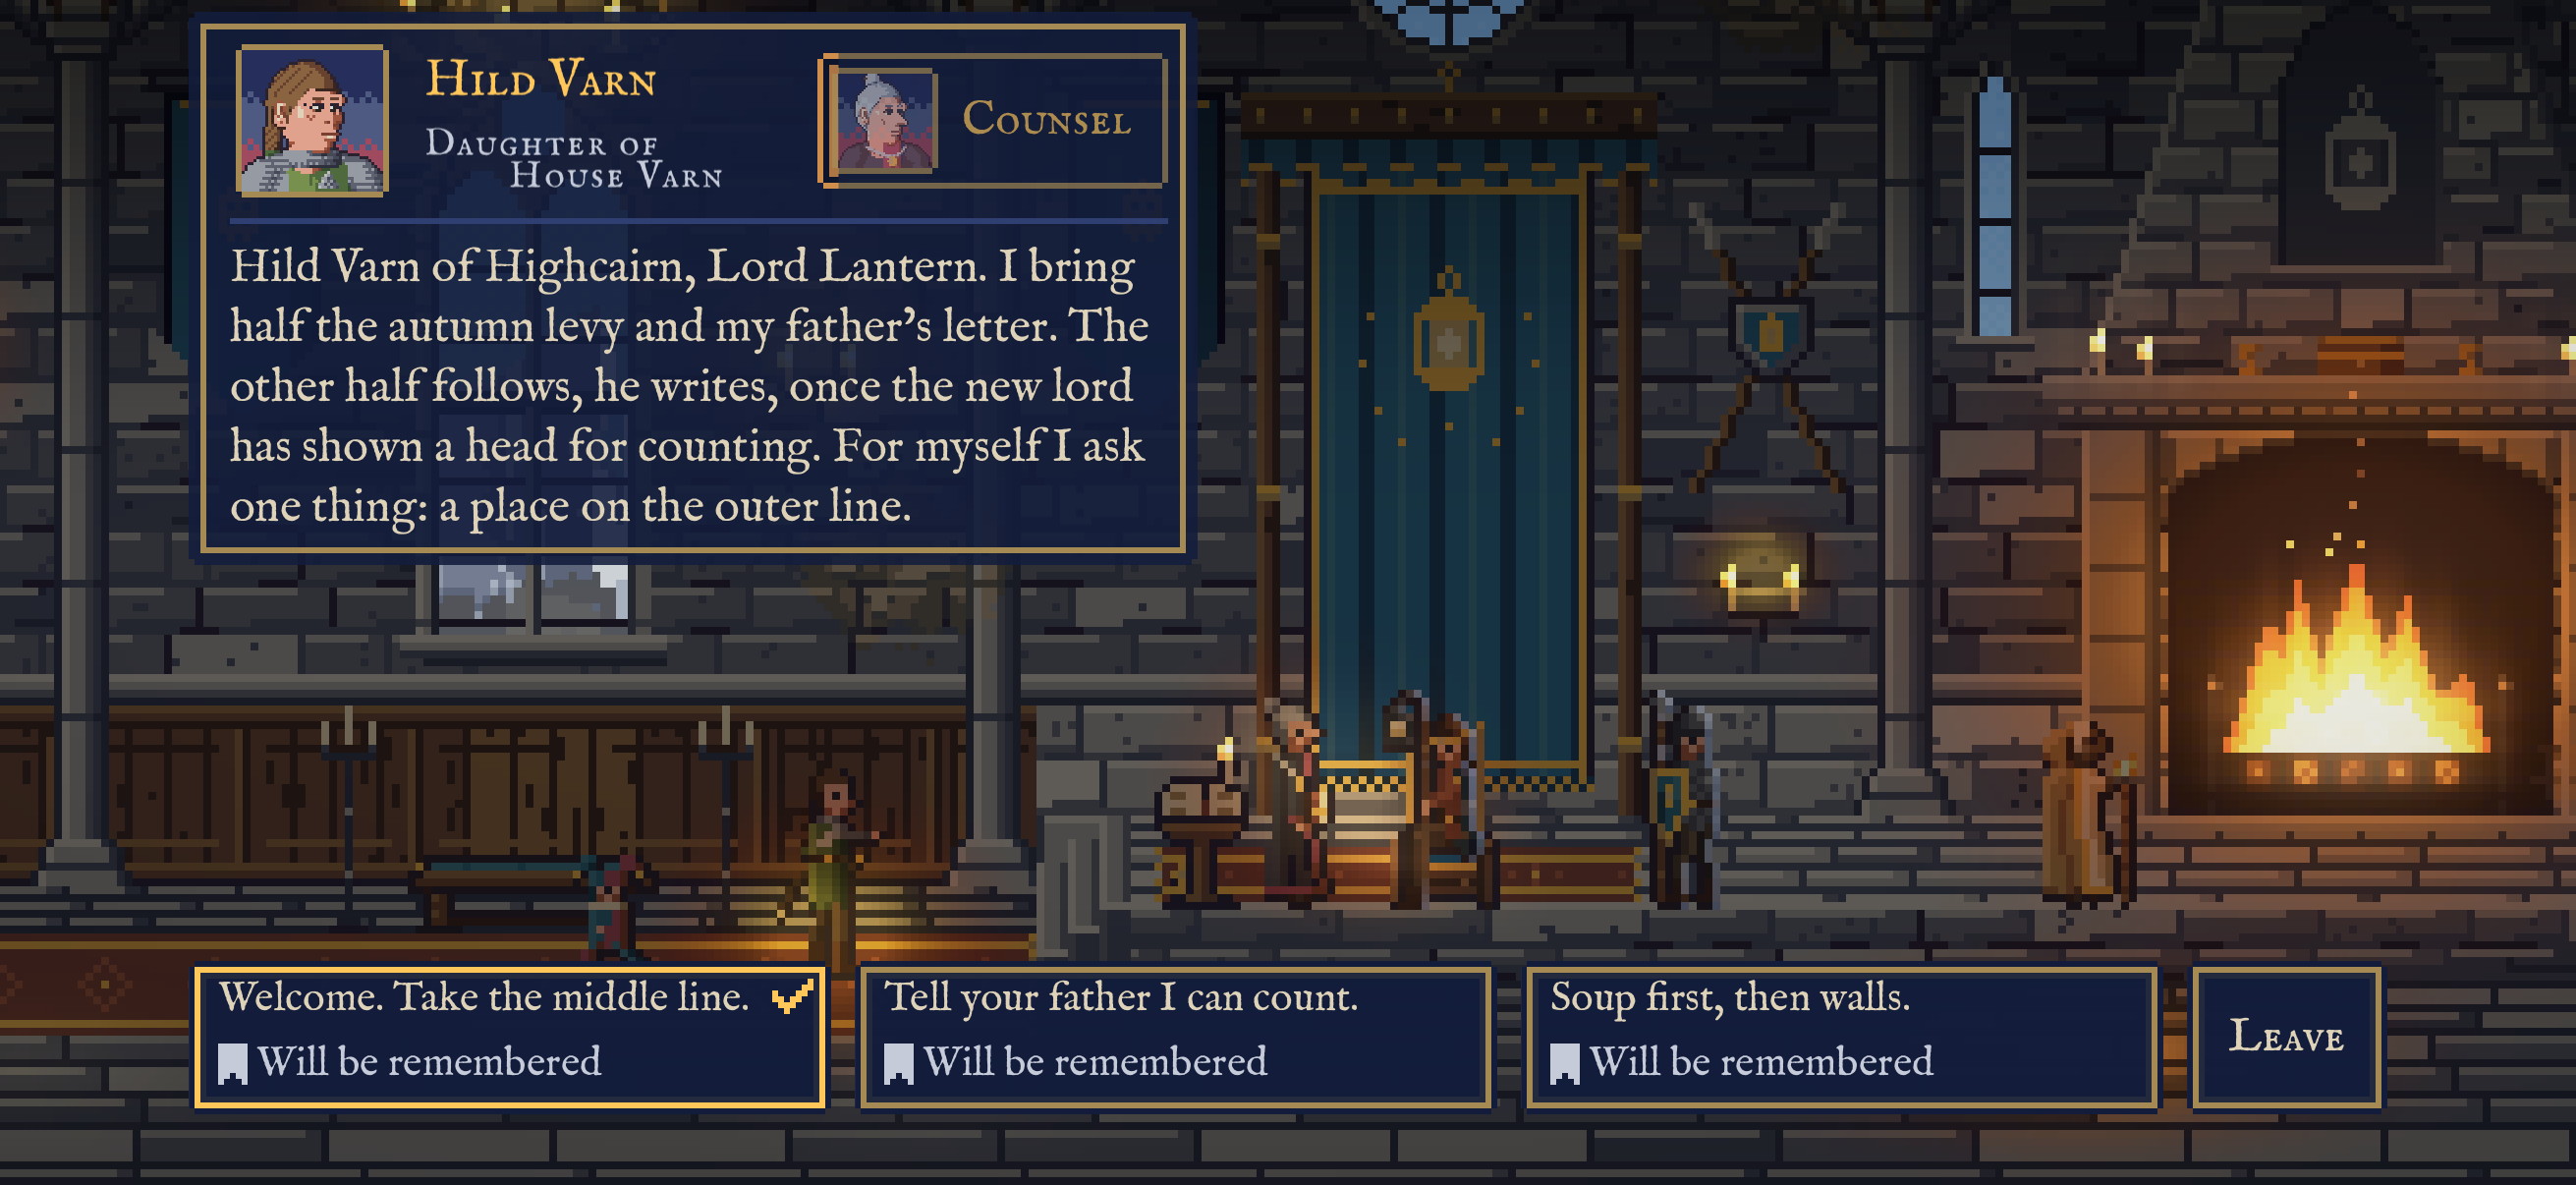 Hild Varn
Daughter of
House Varn
Counsel
Hild Varn of Highcairn, Lord Lantern. I bring
half the autumn levy and my father’s letter. The
other half follows, he writes, once the new lord
has shown a head for counting. For myself I ask
one thing: a place on the outer line.
Welcome. Take the middle line.
Will be remembered
Tell your father I can count.
Will be remembered
Soup first, then walls.
Will be remembered
Leave